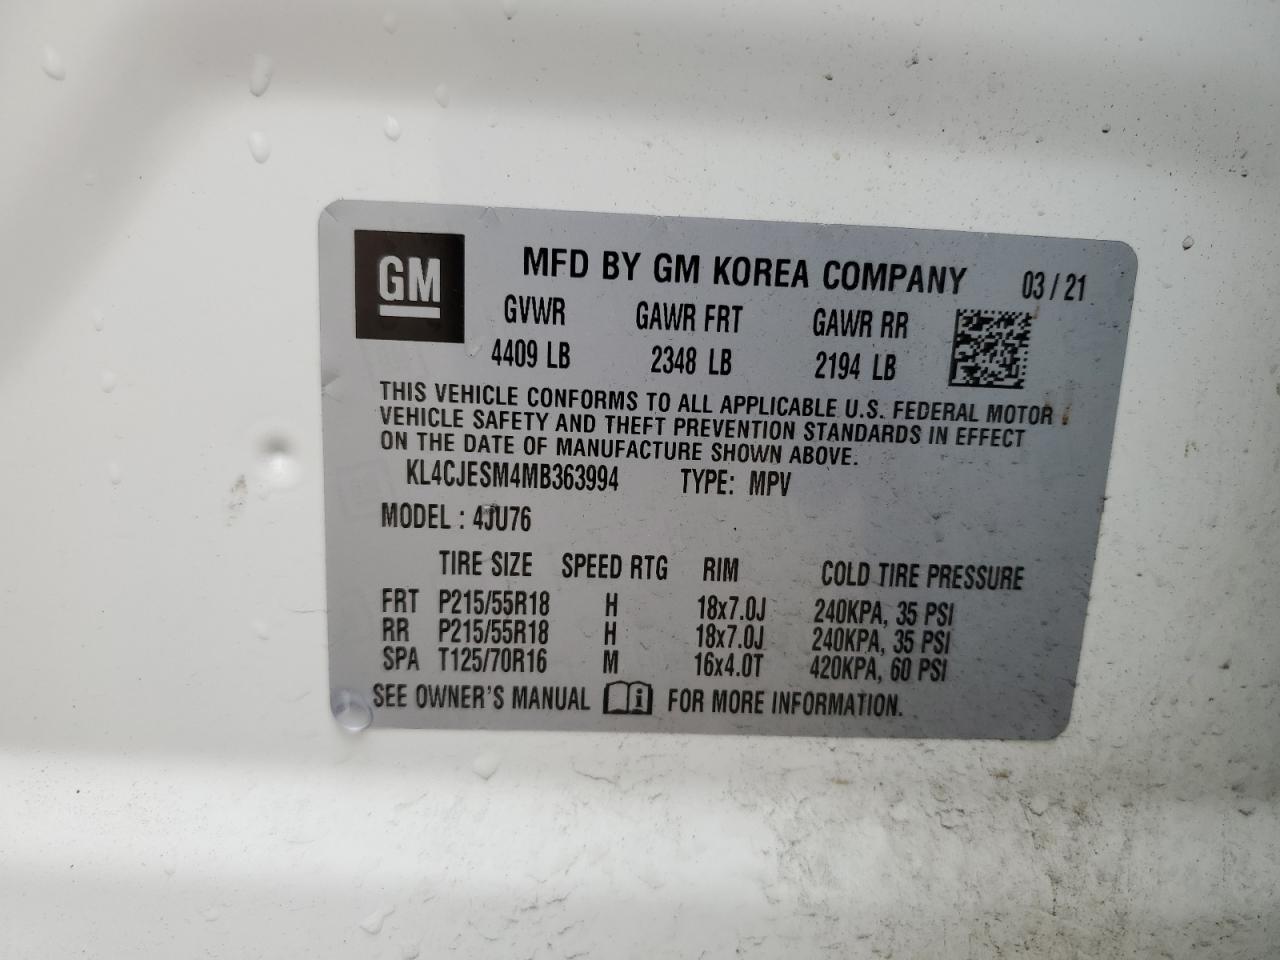 GM MFD BY GM KOREA COMPANY 03 / 21
GVWR GAWR FRT GAWR RR
4409 LB 2348 LB 2194 LB
THIS VEHICLE CONFORMS TO ALL APPLICABLE U.S. FEDERAL MOTOR
VEHICLE SAFETY AND THEFT PREVENTION STANDARDS IN EFFECT
ON THE DATE OF MANUFACTURE SHOWN ABOVE.
KL4CJESM4MB363994 TYPE: MPV
MODEL : 4JU76
TIRE SIZE SPEED RTG RIM COLD TIRE PRESSURE
FRT P215/55R18 H 18x7.0J 240KPA, 35 PSI
RR P215/55R18 H 18x7.0J 240KPA, 35 PSI
SPA T125/70R16 M 16x4.0T 420KPA, 60 PSI
SEE OWNER'S MANUAL FOR MORE INFORMATION.